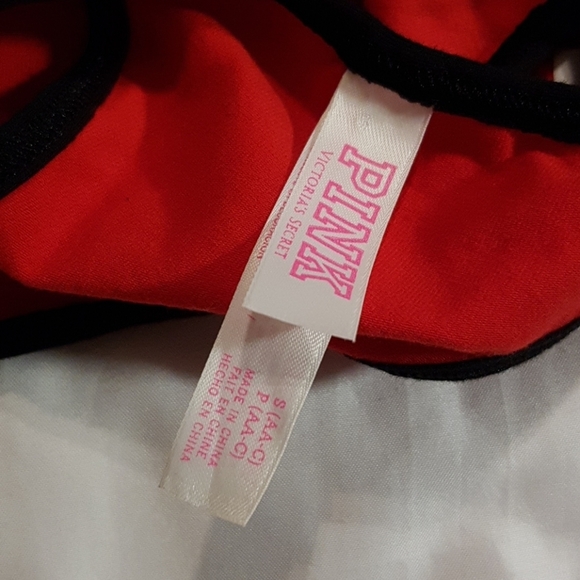 PINK
VICTORIA'S SECRET
S (AA-C)
P (AA-C)
MADE IN CHINA
FAIT EN CHINE
HECHO EN CHINA